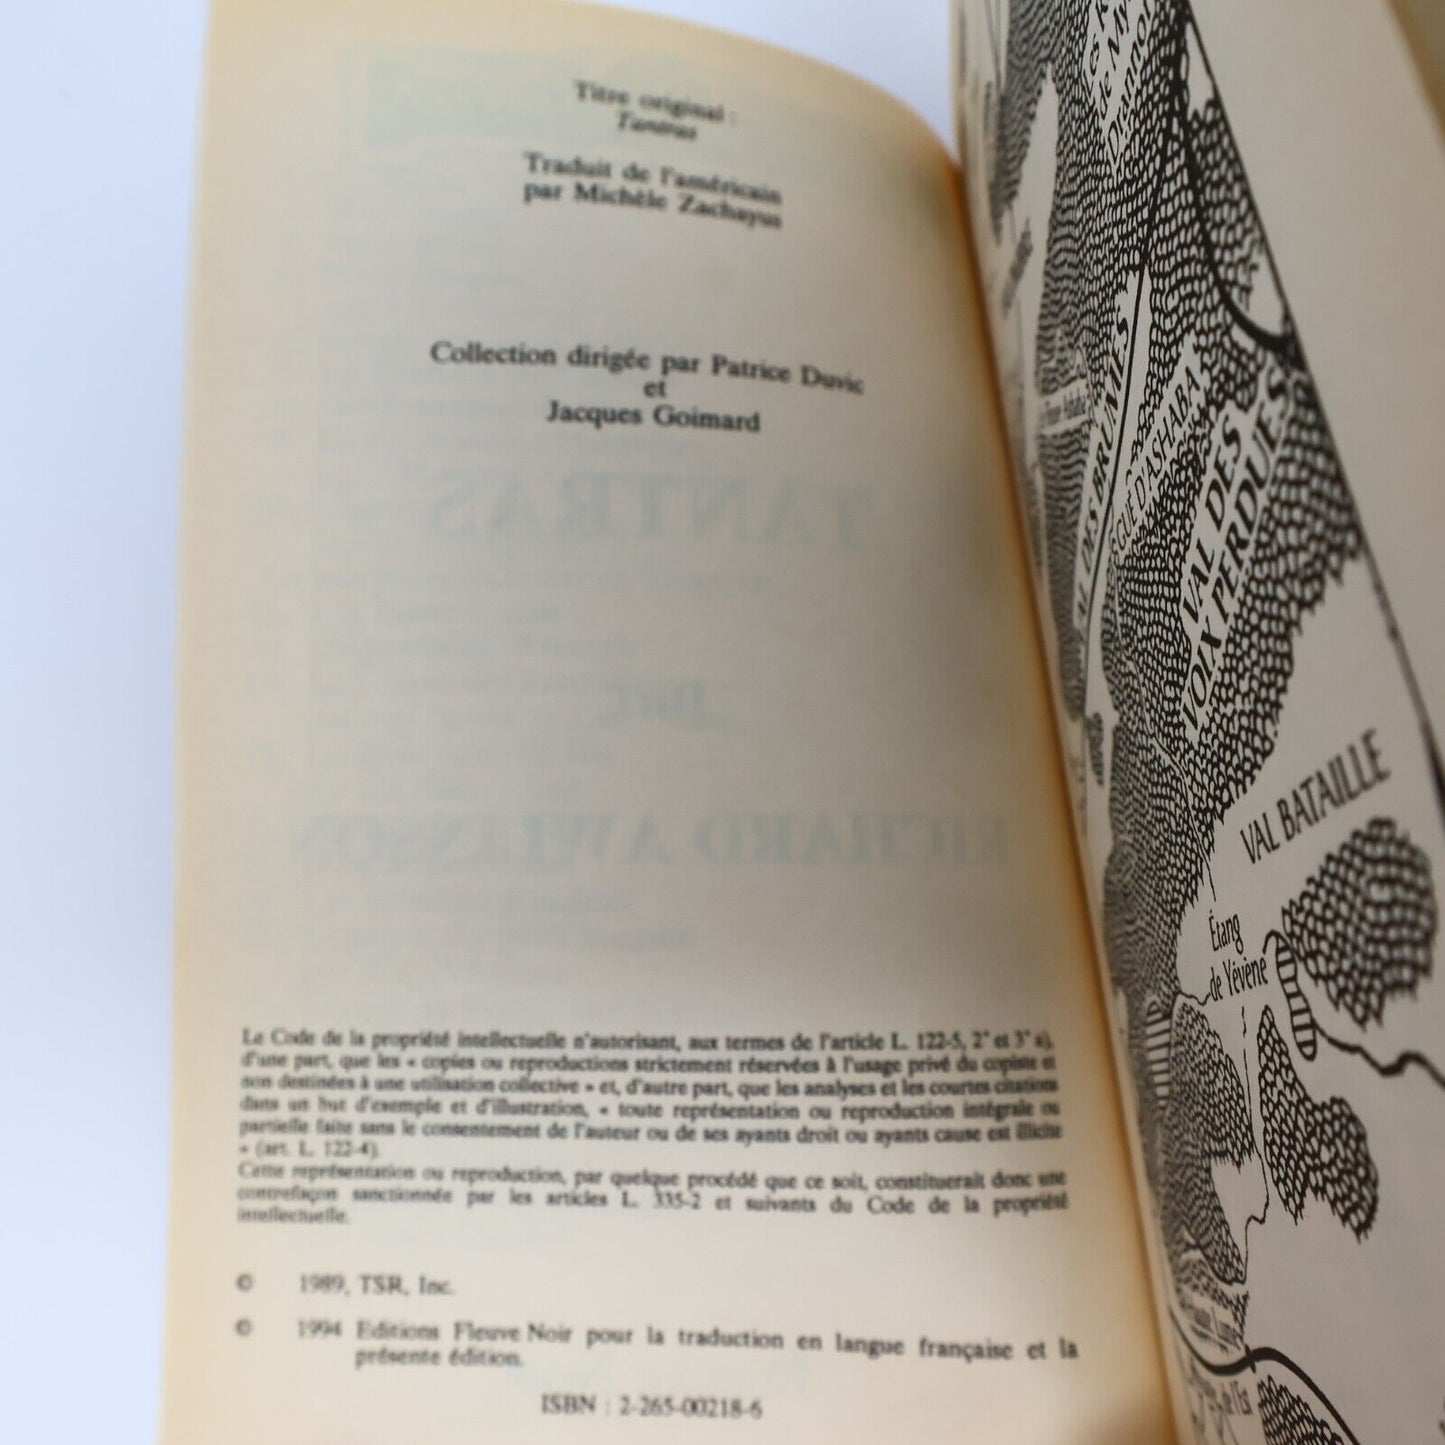 Titre original :
Tantras
Traduit de l'américain
par Michèle Zachayus
Collection dirigée par Patrice Duvic
et
Jacques Goimard
TANTRAS
PAR
RICHARD AWLINSON
Le Code de la propriété intellectuelle n'autorisant, aux termes de l'article L. 122-5, 2° et 3° a),
d'une part, que les « copies ou reproductions strictement réservées à l'usage privé du copiste et
non destinées à une utilisation collective » et, d'autre part, que les analyses et les courtes citations
dans un but d'exemple et d'illustration, « toute représentation ou reproduction intégrale ou
partielle faite sans le consentement de l'auteur ou de ses ayants droit ou ayants cause est illicite
» (art. L. 122-4).
Cette représentation ou reproduction, par quelque procédé que ce soit, constituerait donc une
contrefaçon sanctionnée par les articles L. 335-2 et suivants du Code de la propriété
intellectuelle.
© 1989, TSR, Inc.
© 1994 Editions Fleuve Noir pour la traduction en langue française et la
présente édition.
ISBN : 2-265-00218-6
DES BRUMES
D'ASHABA
VAL DES
VOIX PERDUES
VAL BATAILLE
Étang
de Yévène
de l'Est